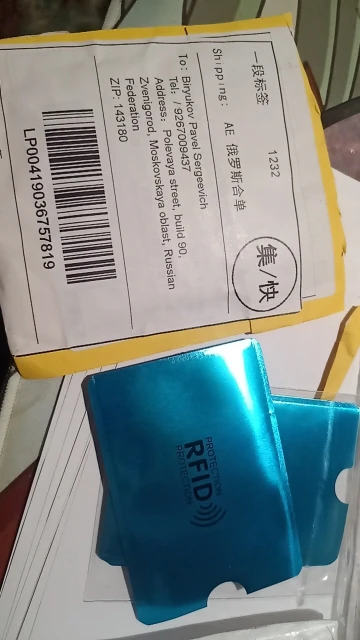 一段标签
1232
Shipping: AE 俄罗斯合单
集/快
To: Biryukov Pavel Sergeevich
Tel: / 9267009437
Address: Polevaya street, build 90,
Zvenigorod, Moskovskaya oblast, Russian
Federation
ZIP: 143180
LP00419036757819
PROTECTION
RFID
PROTECTION